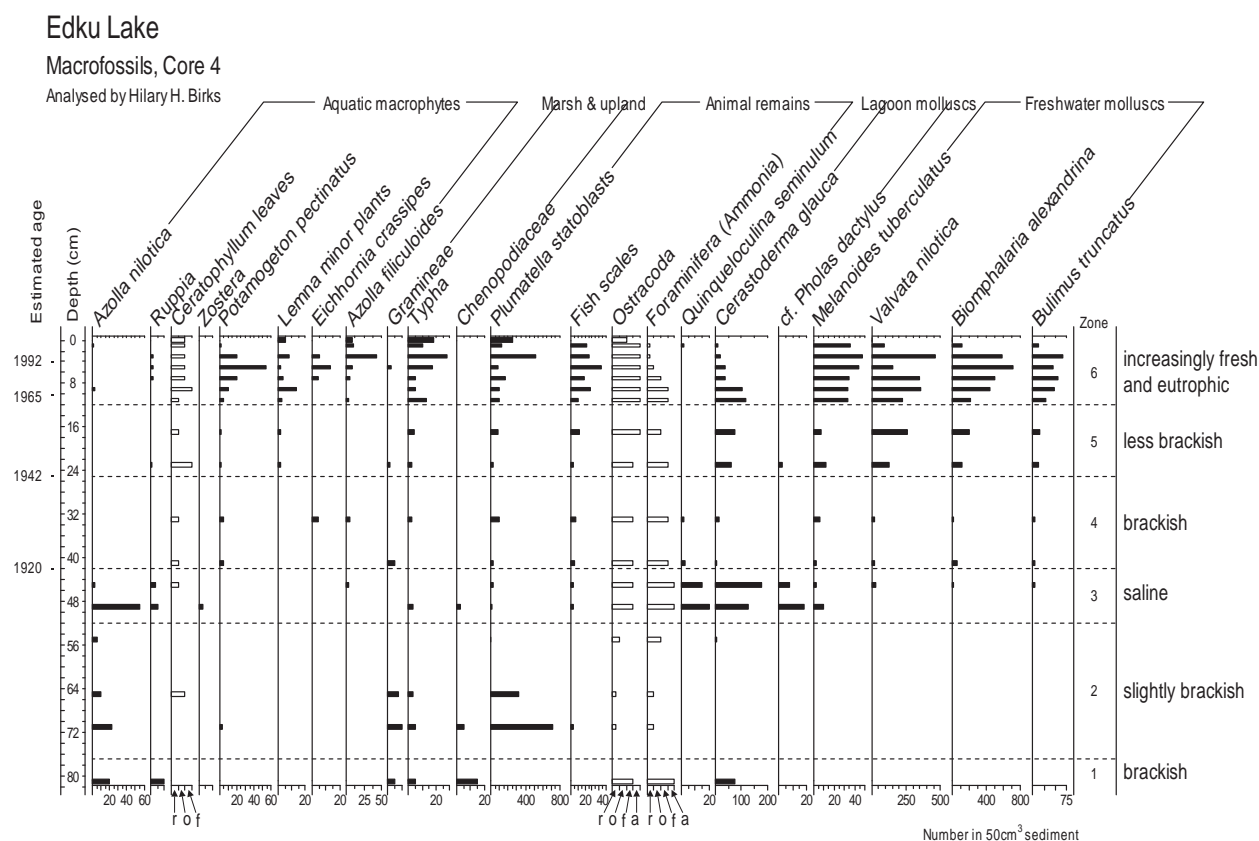 Edku Lake
Macrofossils, Core 4
Analysed by Hilary H. Birks
Aquatic macrophytes
Marsh & upland
Animal remains
Lagoon molluscs
Freshwater molluscs
Estimated age
Depth (cm)
Azolla nilotica
Ruppia
Ceratophyllum leaves
Zostera
Potamogeton pectinatus
Lemna minor plants
Eichhornia crassipes
Azolla filiculoides
Gramineae
Typha
Chenopodiaceae
Plumatella statoblasts
Fish scales
Ostracoda
Foraminifera (Ammonia)
Quinqueloculina seminulum
Cerastoderma glauca
cf. Pholas dactylus
Melanoides tuberculatus
Valvata nilotica
Biomphalaria alexandrina
Bulimus truncatus
Zone
0
1992 -
8
1965 -
6
increasingly fresh
and eutrophic
16
24
5
less brackish
1942 -
32
40
4
brackish
1920 -
48
3
saline
56
64
72
2
slightly brackish
80
1
brackish
20 40 60
20
20 40 60
20
20
25 50
20
20
400 800
20 40
20
100 200
20
20 40
250 500
400 800
75
r o f
r o f a
r o f a
Number in 50cm³ sediment